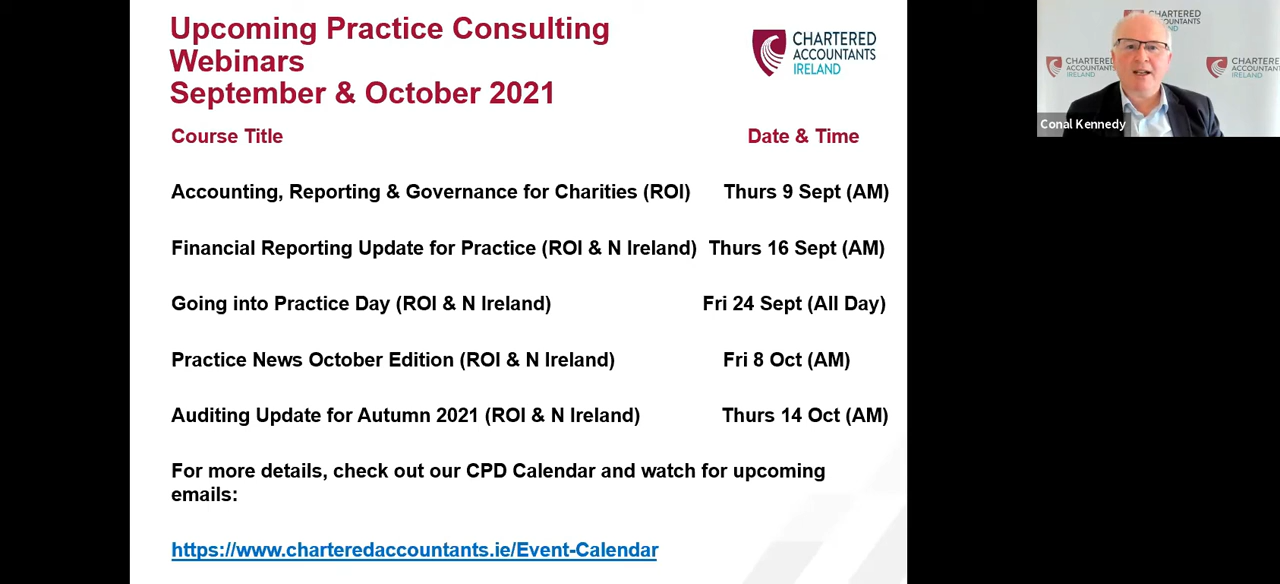 Upcoming Practice Consulting
Webinars
September & October 2021
CHARTERED
ACCOUNTANTS
IRELAND
Course Title Date & Time
Accounting, Reporting & Governance for Charities (ROI) Thurs 9 Sept (AM)
Financial Reporting Update for Practice (ROI & N Ireland) Thurs 16 Sept (AM)
Going into Practice Day (ROI & N Ireland) Fri 24 Sept (All Day)
Practice News October Edition (ROI & N Ireland) Fri 8 Oct (AM)
Auditing Update for Autumn 2021 (ROI & N Ireland) Thurs 14 Oct (AM)
For more details, check out our CPD Calendar and watch for upcoming
emails:
https://www.charteredaccountants.ie/Event-Calendar
CHARTERED
IRELAND
IRELAND
Conal Kennedy